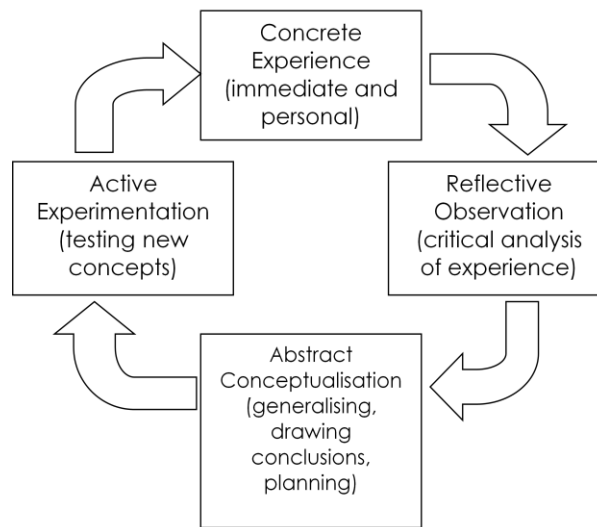 Concrete
Experience
(immediate and
personal)
Reflective
Observation
(critical analysis
of experience)
Abstract
Conceptualisation
(generalising,
drawing
conclusions,
planning)
Active
Experimentation
(testing new
concepts)